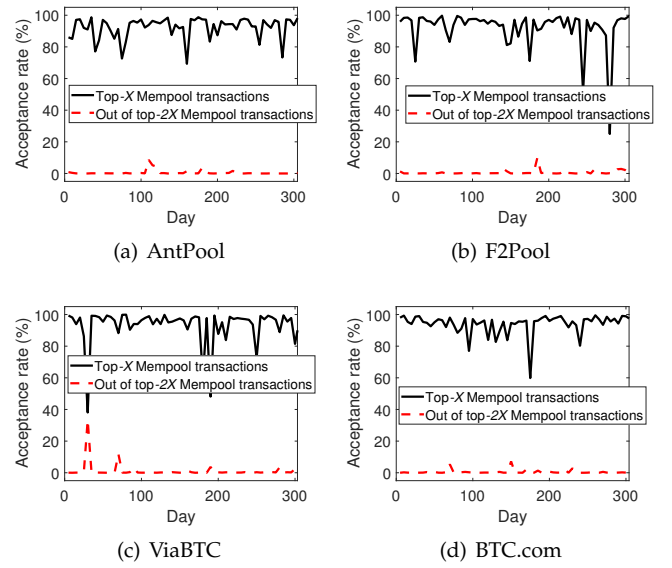 Acceptance rate (%)
100
80
60
40
20
0
Top-X Mempool transactions
Out of top-2X Mempool transactions
0 100 200 300
Day
(a) AntPool
Acceptance rate (%)
100
80
60
40
20
0
Top-X Mempool transactions
Out of top-2X Mempool transactions
0 100 200 300
Day
(b) F2Pool
Acceptance rate (%)
100
80
60
40
20
0
Top-X Mempool transactions
Out of top-2X Mempool transactions
0 100 200 300
Day
(c) ViaBTC
Acceptance rate (%)
100
80
60
40
20
0
Top-X Mempool transactions
Out of top-2X Mempool transactions
0 100 200 300
Day
(d) BTC.com